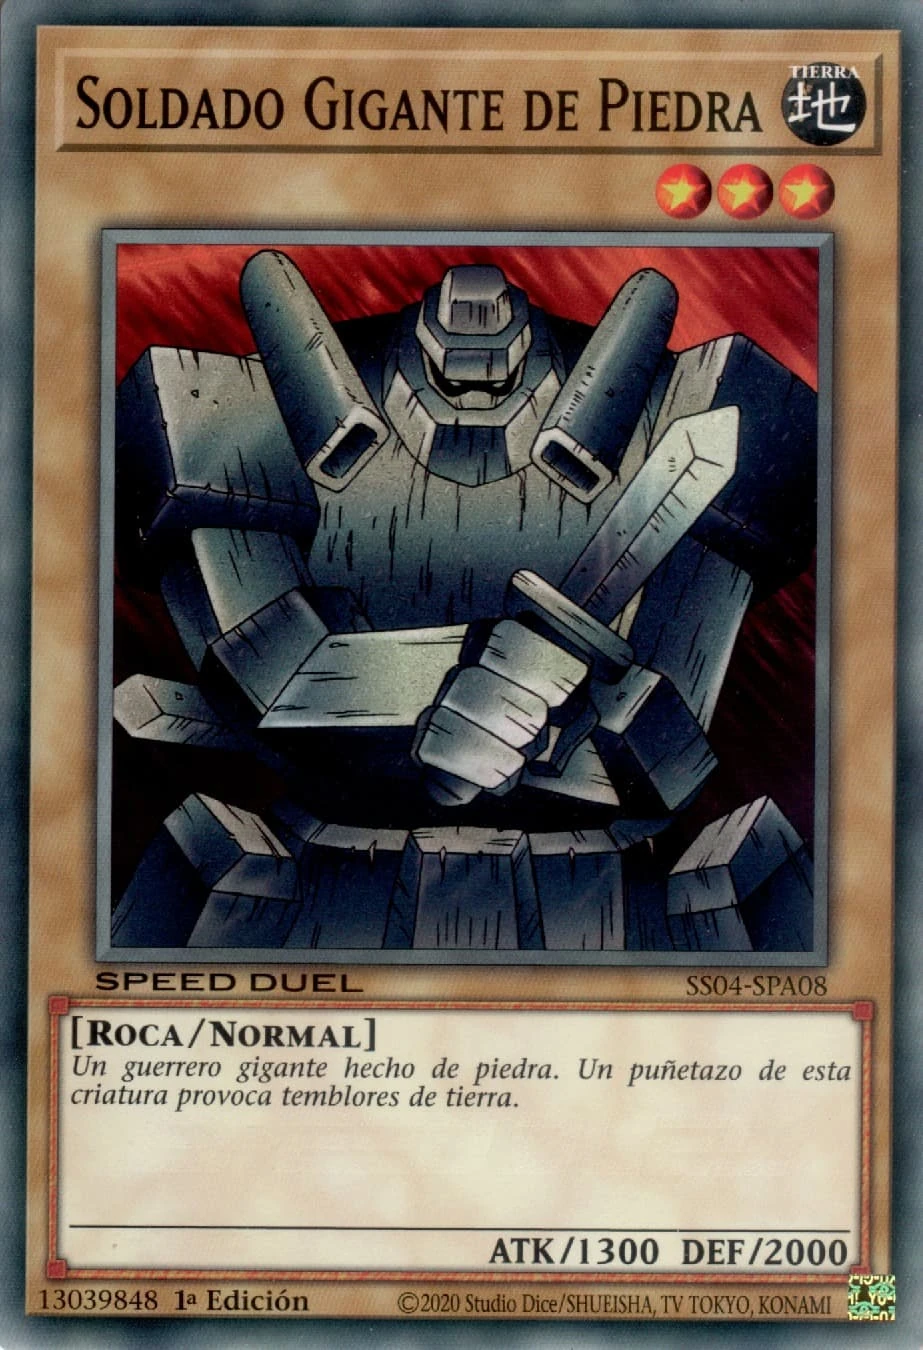 SOLDADO GIGANTE DE PIEDRA
TIERRA
地
SPEED DUEL
SS04-SPA08
[ROCA/NORMAL]
Un guerrero gigante hecho de piedra. Un puñetazo de esta
criatura provoca temblores de tierra.
ATK/1300 DEF/2000
13039848 1ª Edición
©2020 Studio Dice/SHUEISHA, TV TOKYO, KONAMI